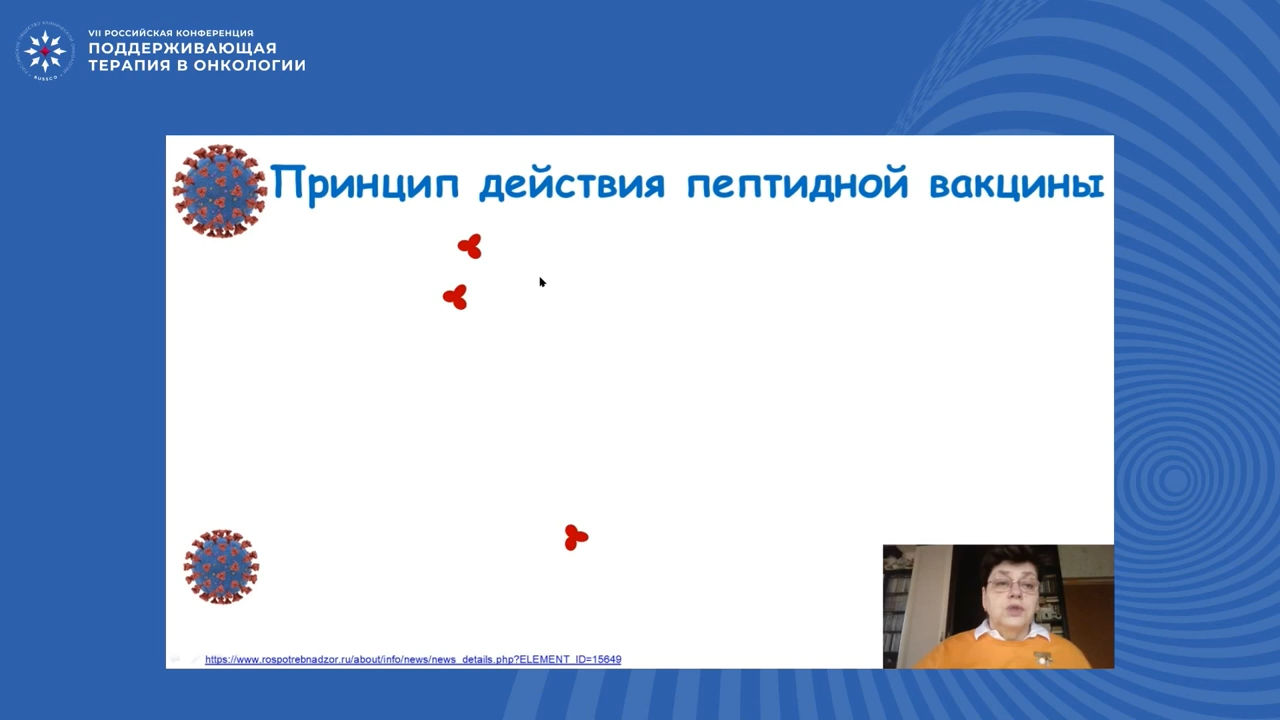 VII РОССИЙСКАЯ КОНФЕРЕНЦИЯ
ПОДДЕРЖИВАЮЩАЯ
ТЕРАПИЯ В ОНКОЛОГИИ
Принцип действия пептидной вакцины
https://www.rospotrebnadzor.ru/about/info/news/news_details.php?ELEMENT_ID=15649